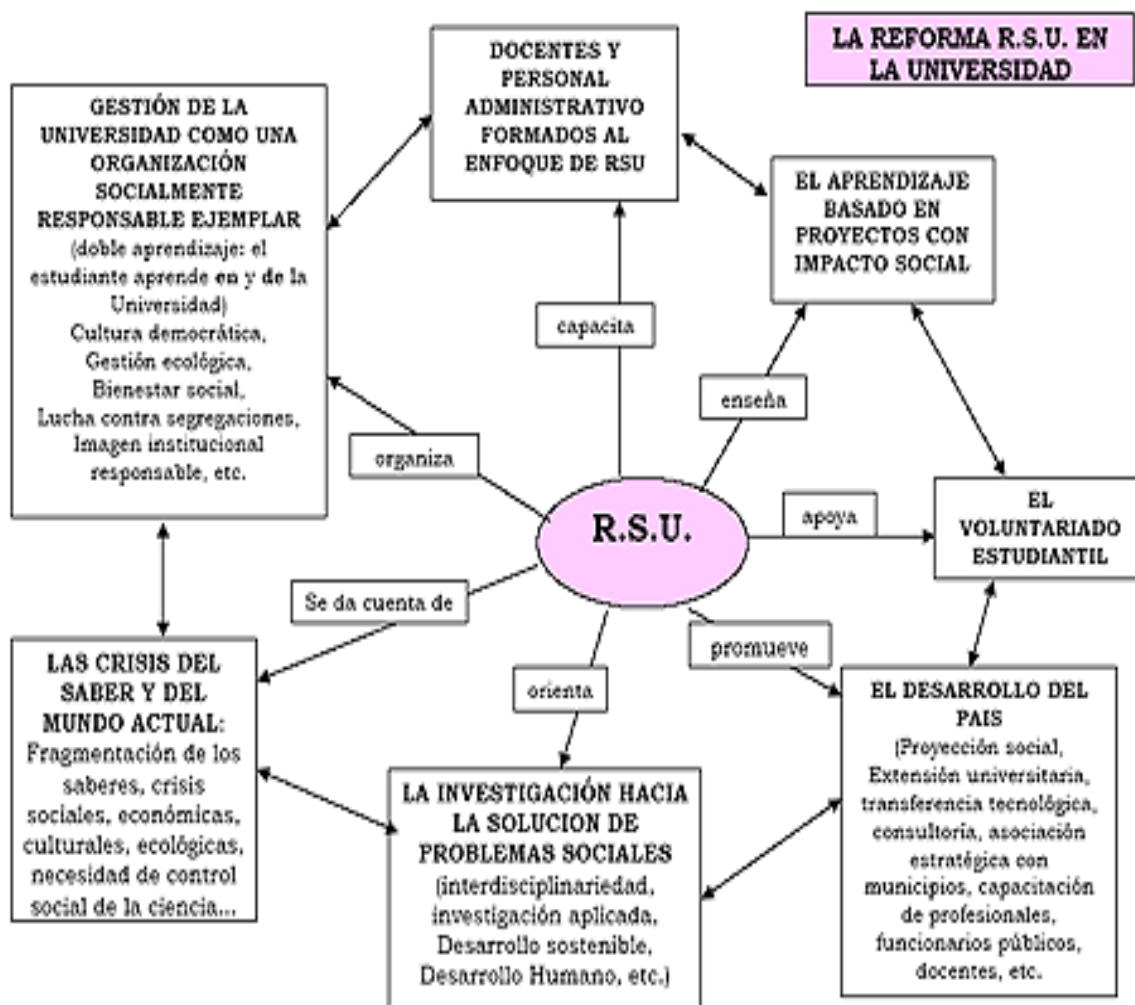 LA REFORMA R.S.U. EN
LA UNIVERSIDAD
DOCENTES Y
PERSONAL
ADMINISTRATIVO
FORMADOS AL
ENFOQUE DE RSU
GESTIÓN DE LA
UNIVERSIDAD COMO UNA
ORGANIZACIÓN
SOCIALMENTE
RESPONSABLE EJEMPLAR
(doble aprendizaje: el
estudiante aprende en y de la
Universidad)
Cultura democrática,
Gestión ecológica,
Bienestar social,
Lucha contra segregaciones,
Imagen institucional
responsable, etc.
EL APRENDIZAJE
BASADO EN
PROYECTOS CON
IMPACTO SOCIAL
capacita
enseña
organiza
R.S.U.
apoya
EL
VOLUNTARIADO
ESTUDIANTIL
Se da cuenta de
orienta
promueve
LAS CRISIS DEL
SABER Y DEL
MUNDO ACTUAL:
Fragmentación de los
saberes, crisis
sociales, económicas,
culturales, ecológicas,
necesidad de control
social de la ciencia...
LA INVESTIGACIÓN HACIA
LA SOLUCION DE
PROBLEMAS SOCIALES
(interdisciplinariedad,
investigación aplicada,
Desarrollo sostenible,
Desarrollo Humano, etc.)
EL DESARROLLO DEL
PAIS
(Proyección social,
Extensión universitaria,
transferencia tecnológica,
consultoría, asociación
estratégica con
municipios, capacitación
de profesionales,
funcionarios públicos,
docentes, etc.